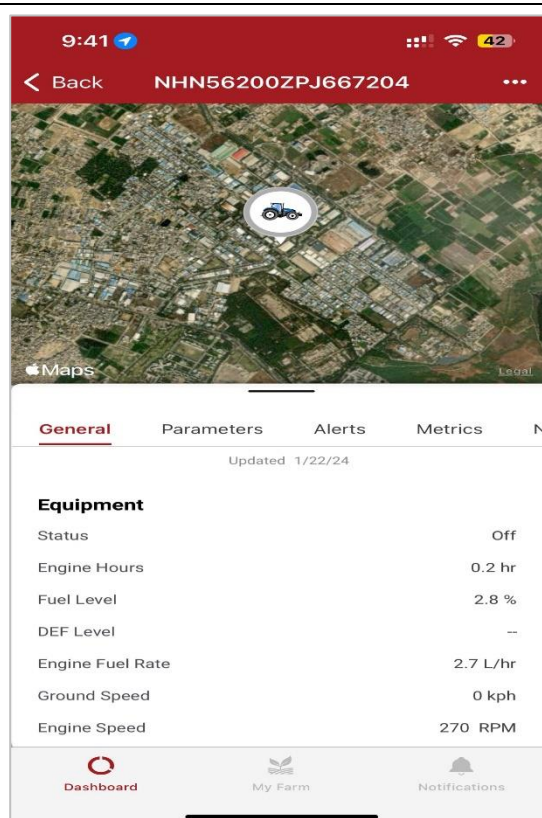 9:41 42
Back NHN56200ZPJ667204 •••
Maps Legal
General Parameters Alerts Metrics N
Updated 1/22/24
Equipment
Status Off
Engine Hours 0.2 hr
Fuel Level 2.8 %
DEF Level --
Engine Fuel Rate 2.7 L/hr
Ground Speed 0 kph
Engine Speed 270 RPM
Dashboard My Farm Notifications